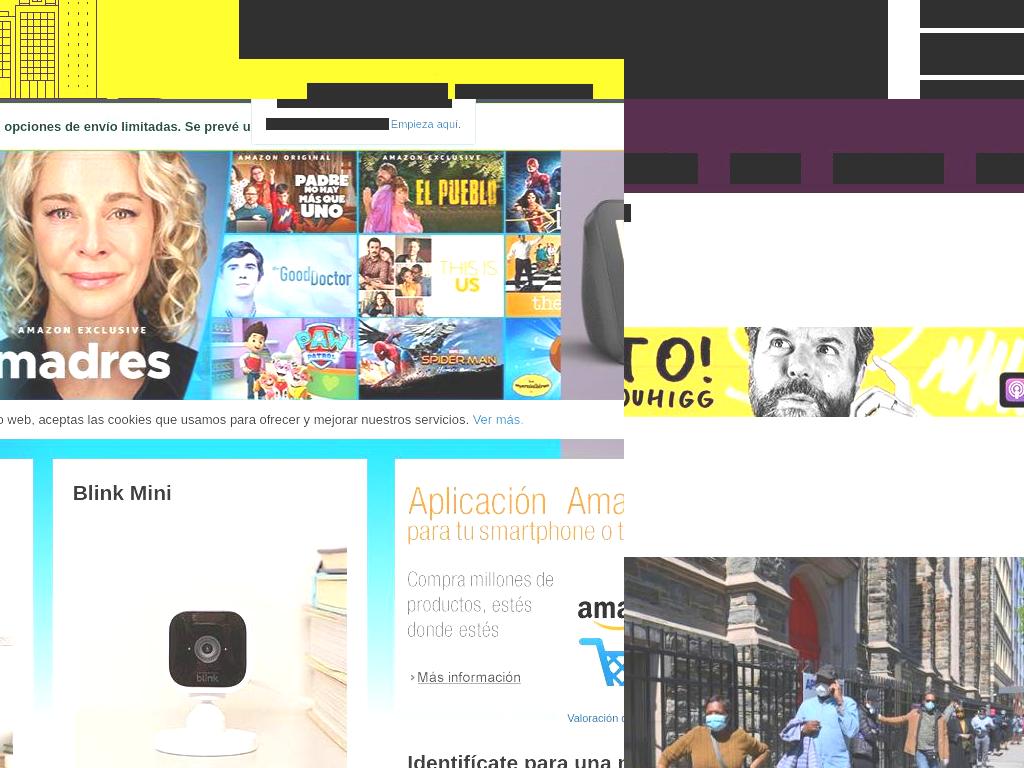 opciones de envío limitadas. Se prevé u
Empieza aquí.
AMAZON ORIGINAL
PADRE
NO HAY
MÁS QUE
UNO
AMAZON EXCLUSIVE
EL PUEBLO
the
Good Doctor
THIS IS
US
the
AMAZON EXCLUSIVE
madres
PAW
PATROL
SPIDER-MAN
o web, aceptas las cookies que usamos para ofrecer y mejorar nuestros servicios. Ver más.
TO!
DUHIGG
Blink Mini
blink
Aplicación Ama
para tu smartphone o t
Compra millones de
productos, estés
donde estés
ama
› Más información
Valoración d
Identifícate para una n